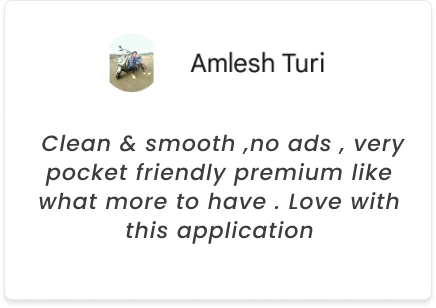 Amlesh Turi
Clean & smooth ,no ads , very
pocket friendly premium like
what more to have . Love with
this application